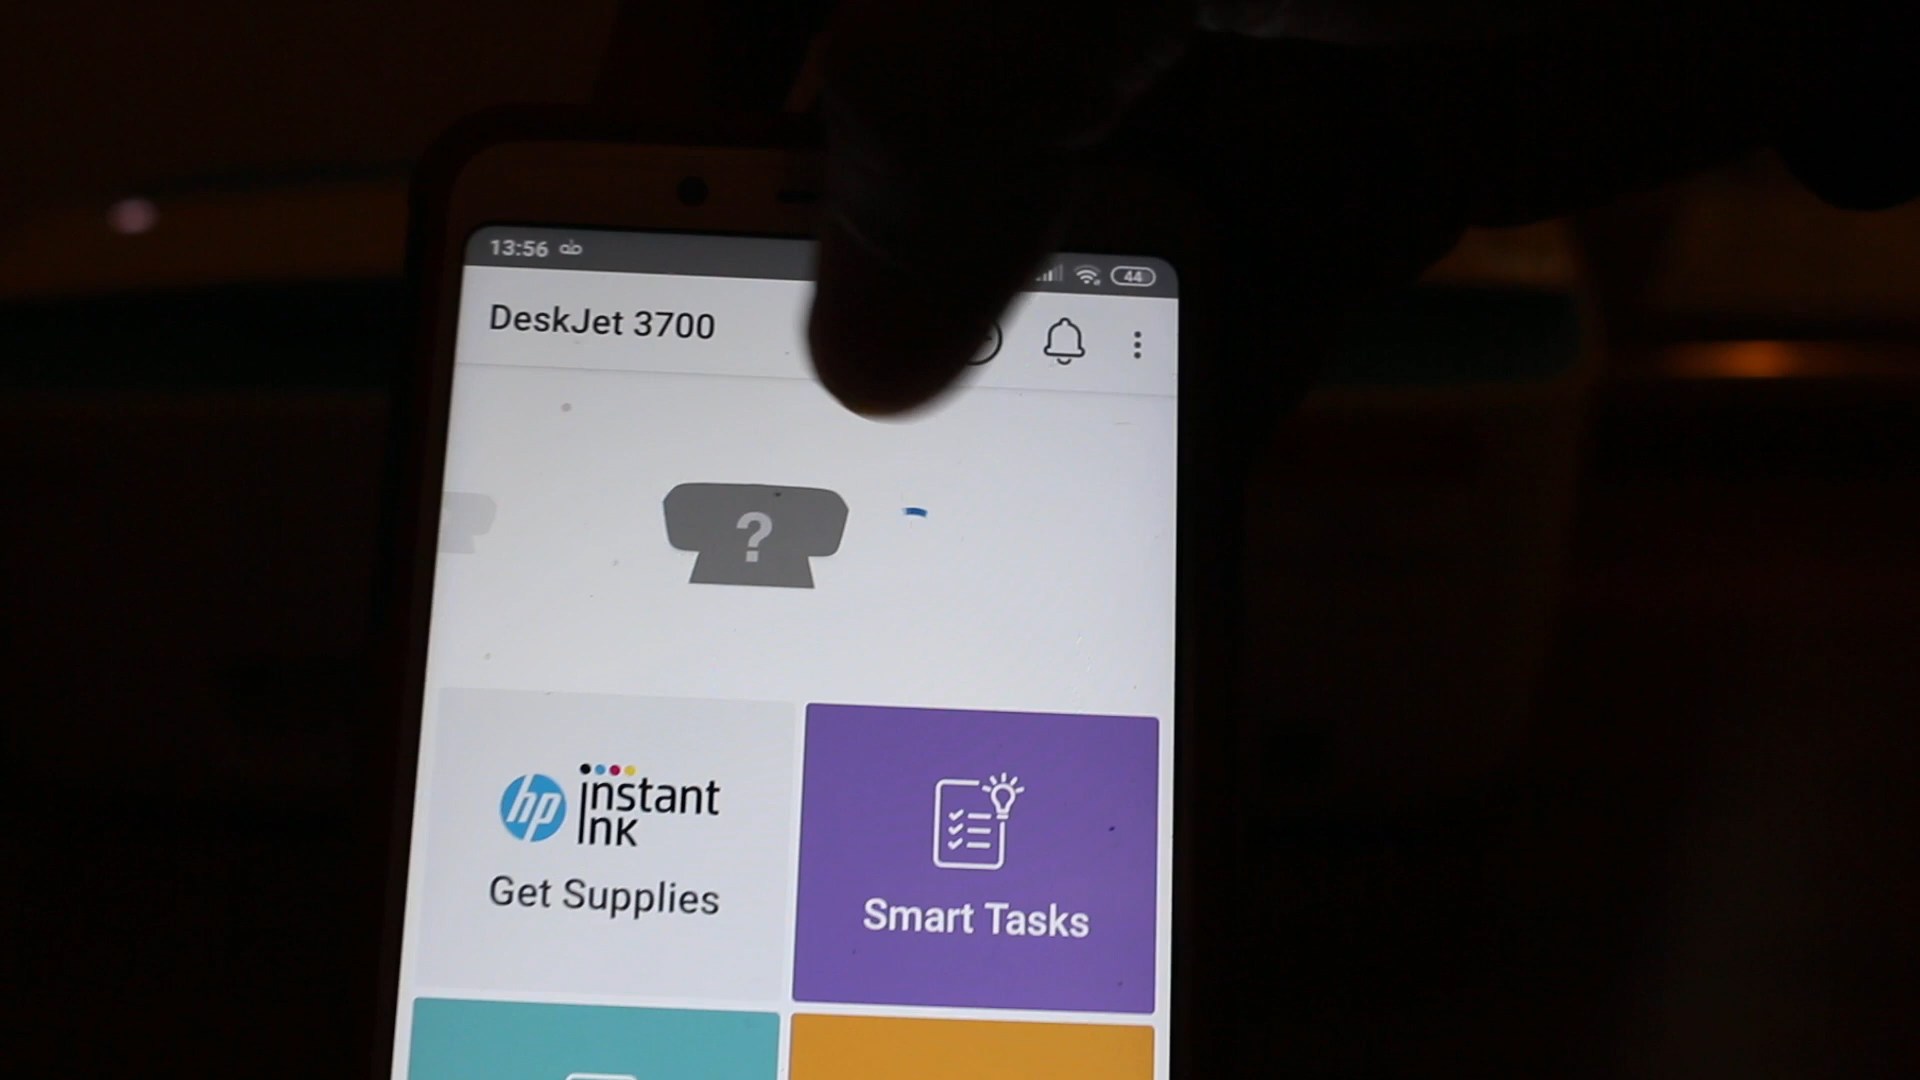 13:56 44
DeskJet 3700
?
hp instant
ink
Get Supplies
Smart Tasks